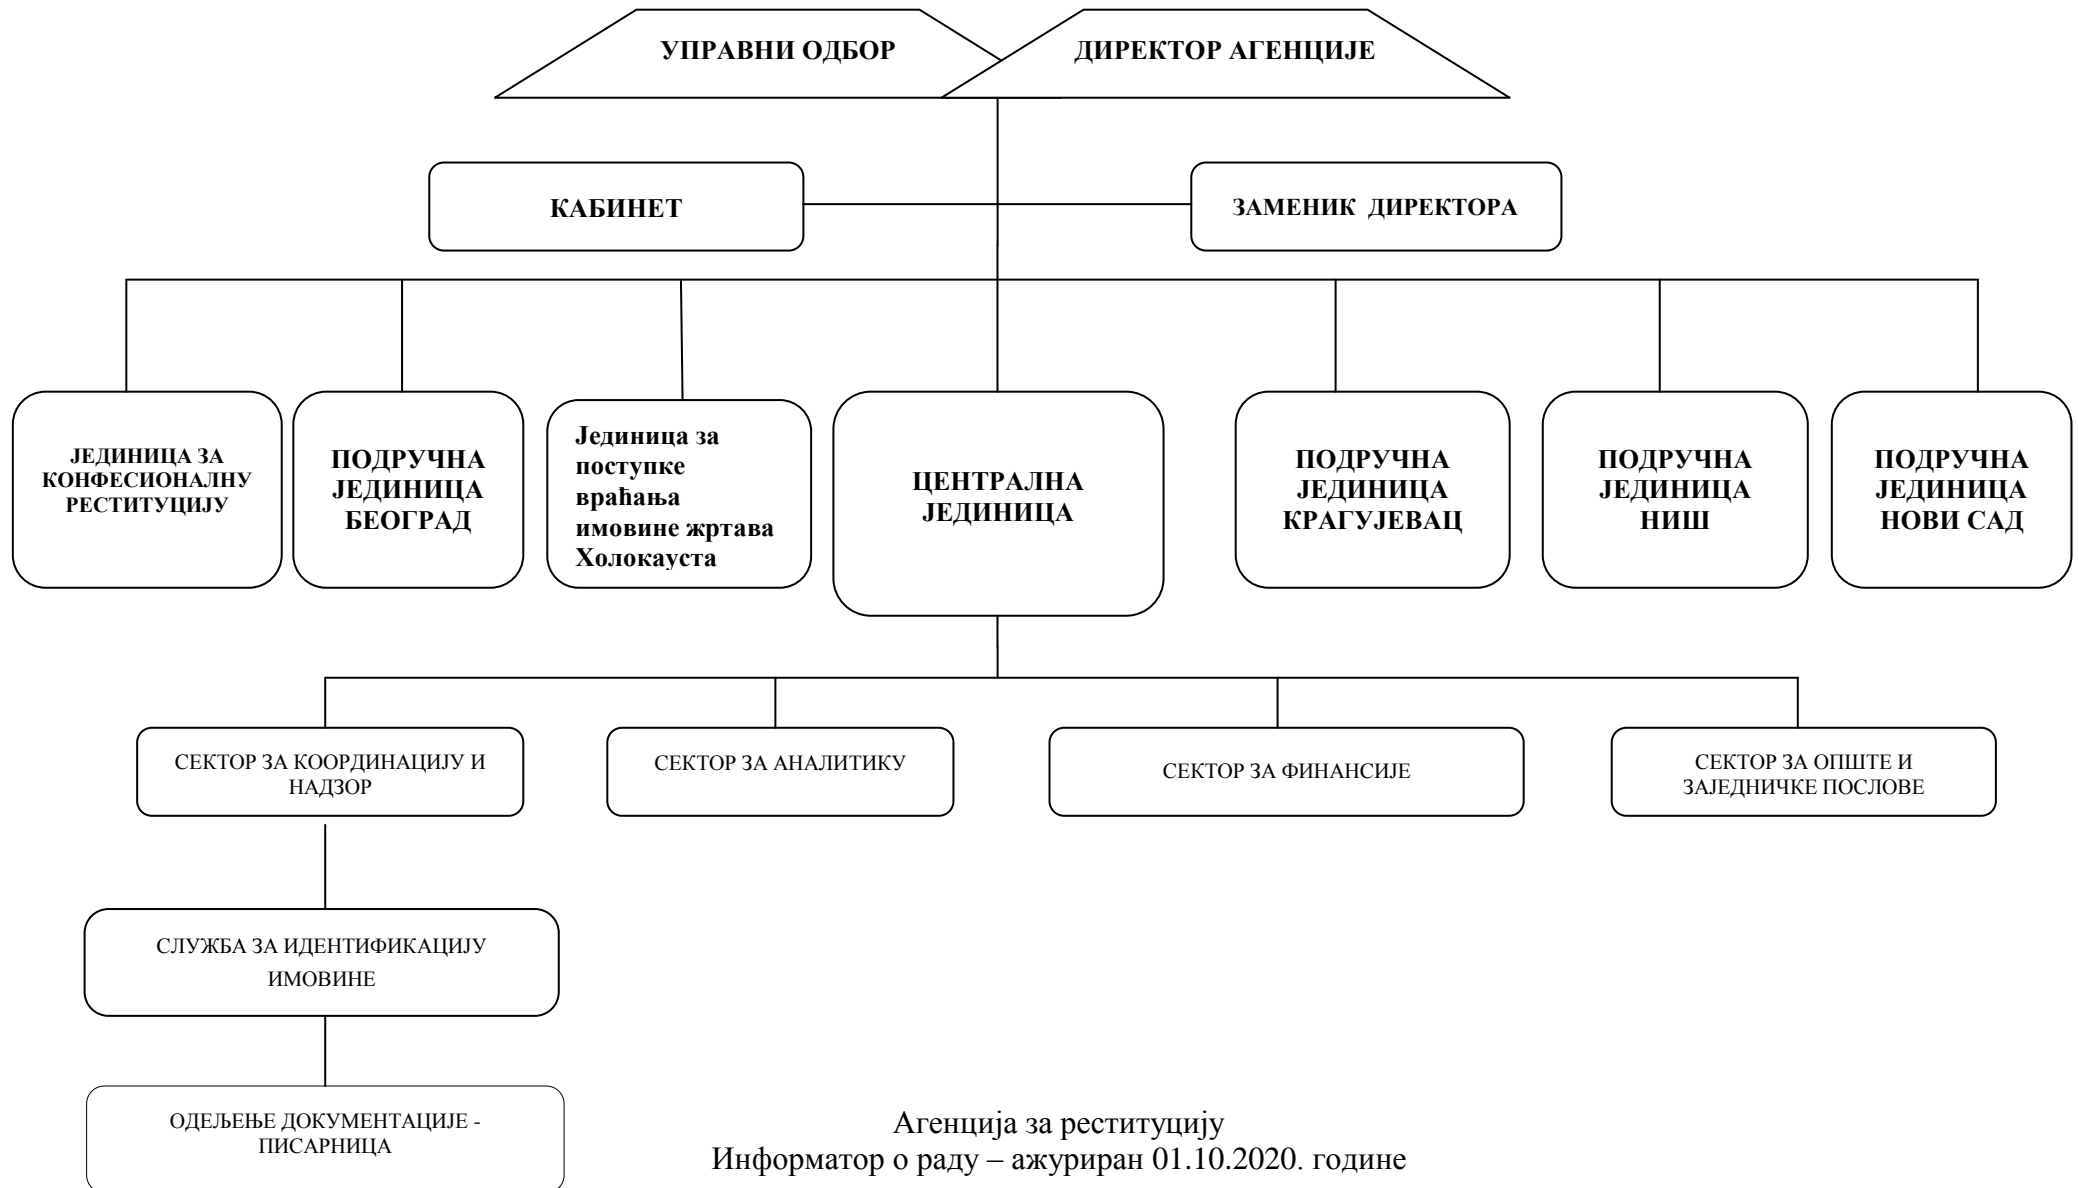 УПРАВНИ ОДБОР
ДИРЕКТОР АГЕНЦИЈЕ
КАБИНЕТ
ЗАМЕНИК ДИРЕКТОРА
ЈЕДИНИЦА ЗА
КОНФЕСИОНАЛНУ
РЕСТИТУЦИЈУ
ПОДРУЧНА
ЈЕДИНИЦА
БЕОГРАД
Јединица за
поступке
враћања
имовине жртава
Холокауста
ЦЕНТРАЛНА
ЈЕДИНИЦА
ПОДРУЧНА
ЈЕДИНИЦА
КРАГУЈЕВАЦ
ПОДРУЧНА
ЈЕДИНИЦА
НИШ
ПОДРУЧНА
ЈЕДИНИЦА
НОВИ САД
СЕКТОР ЗА КООРДИНАЦИЈУ И
НАДЗОР
СЕКТОР ЗА АНАЛИТИКУ
СЕКТОР ЗА ФИНАНСИЈЕ
СЕКТОР ЗА ОПШТЕ И
ЗАЈЕДНИЧКЕ ПОСЛОВЕ
СЛУЖБА ЗА ИДЕНТИФИКАЦИЈУ
ИМОВИНЕ
ОДЕЉЕЊЕ ДОКУМЕНТАЦИЈЕ -
ПИСАРНИЦА
Агенција за реституцију
Информатор о раду – ажуриран 01.10.2020. године